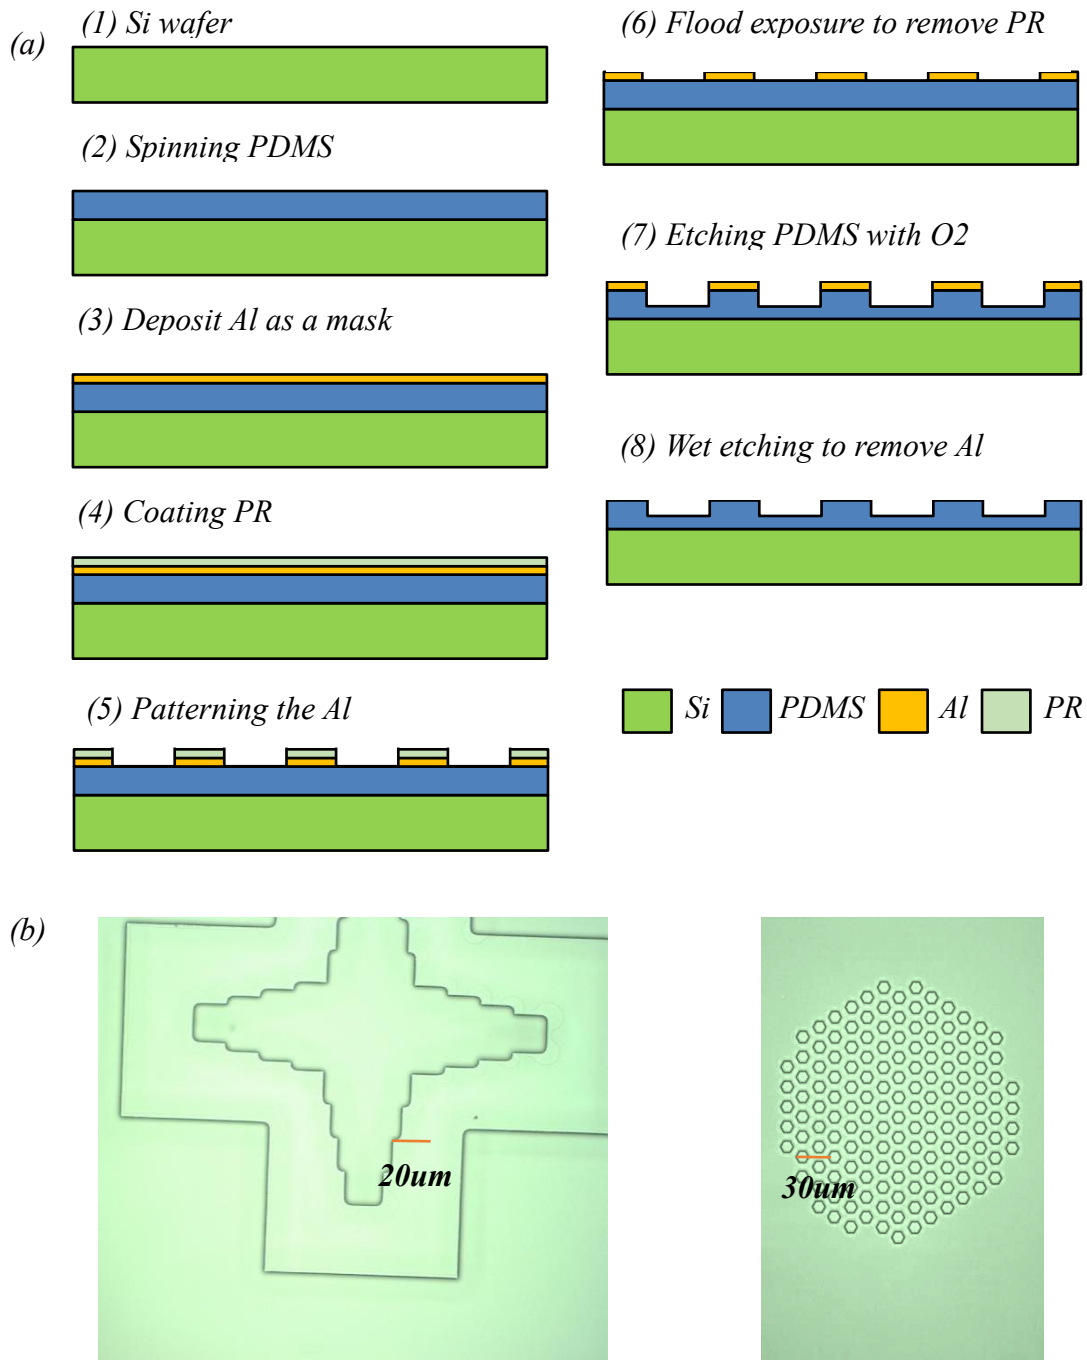 (a)
(1) Si wafer
(2) Spinning PDMS
(3) Deposit Al as a mask
(4) Coating PR
(5) Patterning the Al
(6) Flood exposure to remove PR
(7) Etching PDMS with O2
(8) Wet etching to remove Al
Si PDMS Al PR
(b)
20um
30um